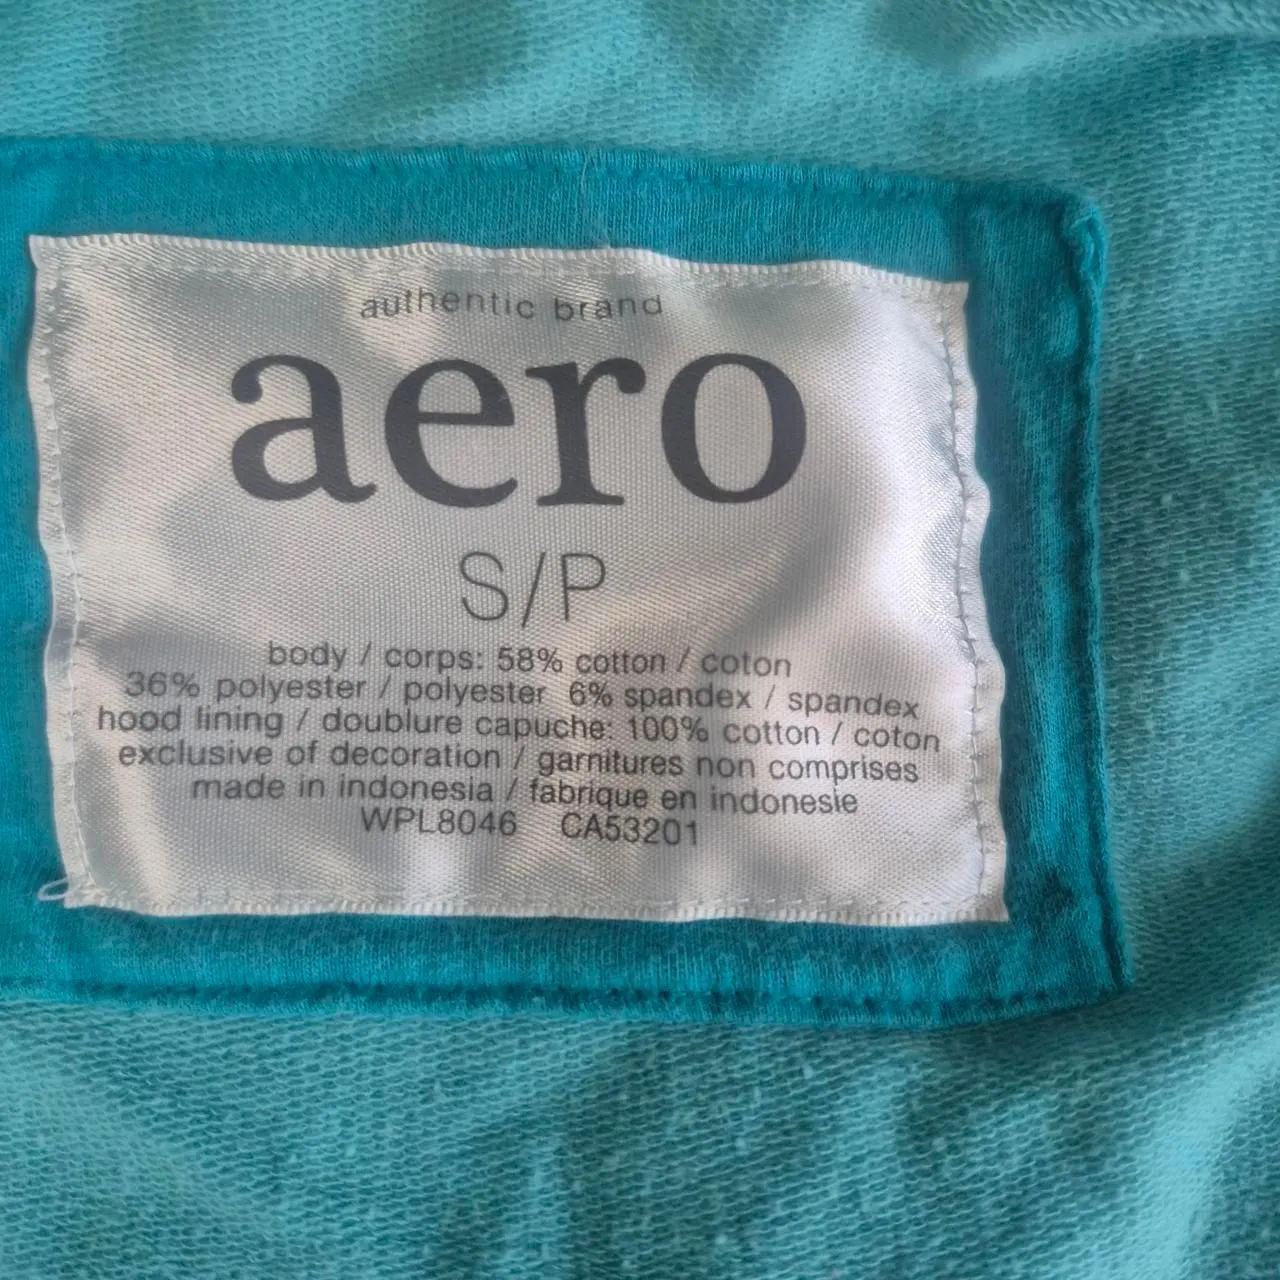 authentic brand
aero
S/P
body / corps: 58% cotton / coton
36% polyester / polyester 6% spandex / spandex
hood lining / doublure capuche: 100% cotton / coton
exclusive of decoration / garnitures non comprises
made in indonesia / fabrique en indonesie
WPL8046 CA53201